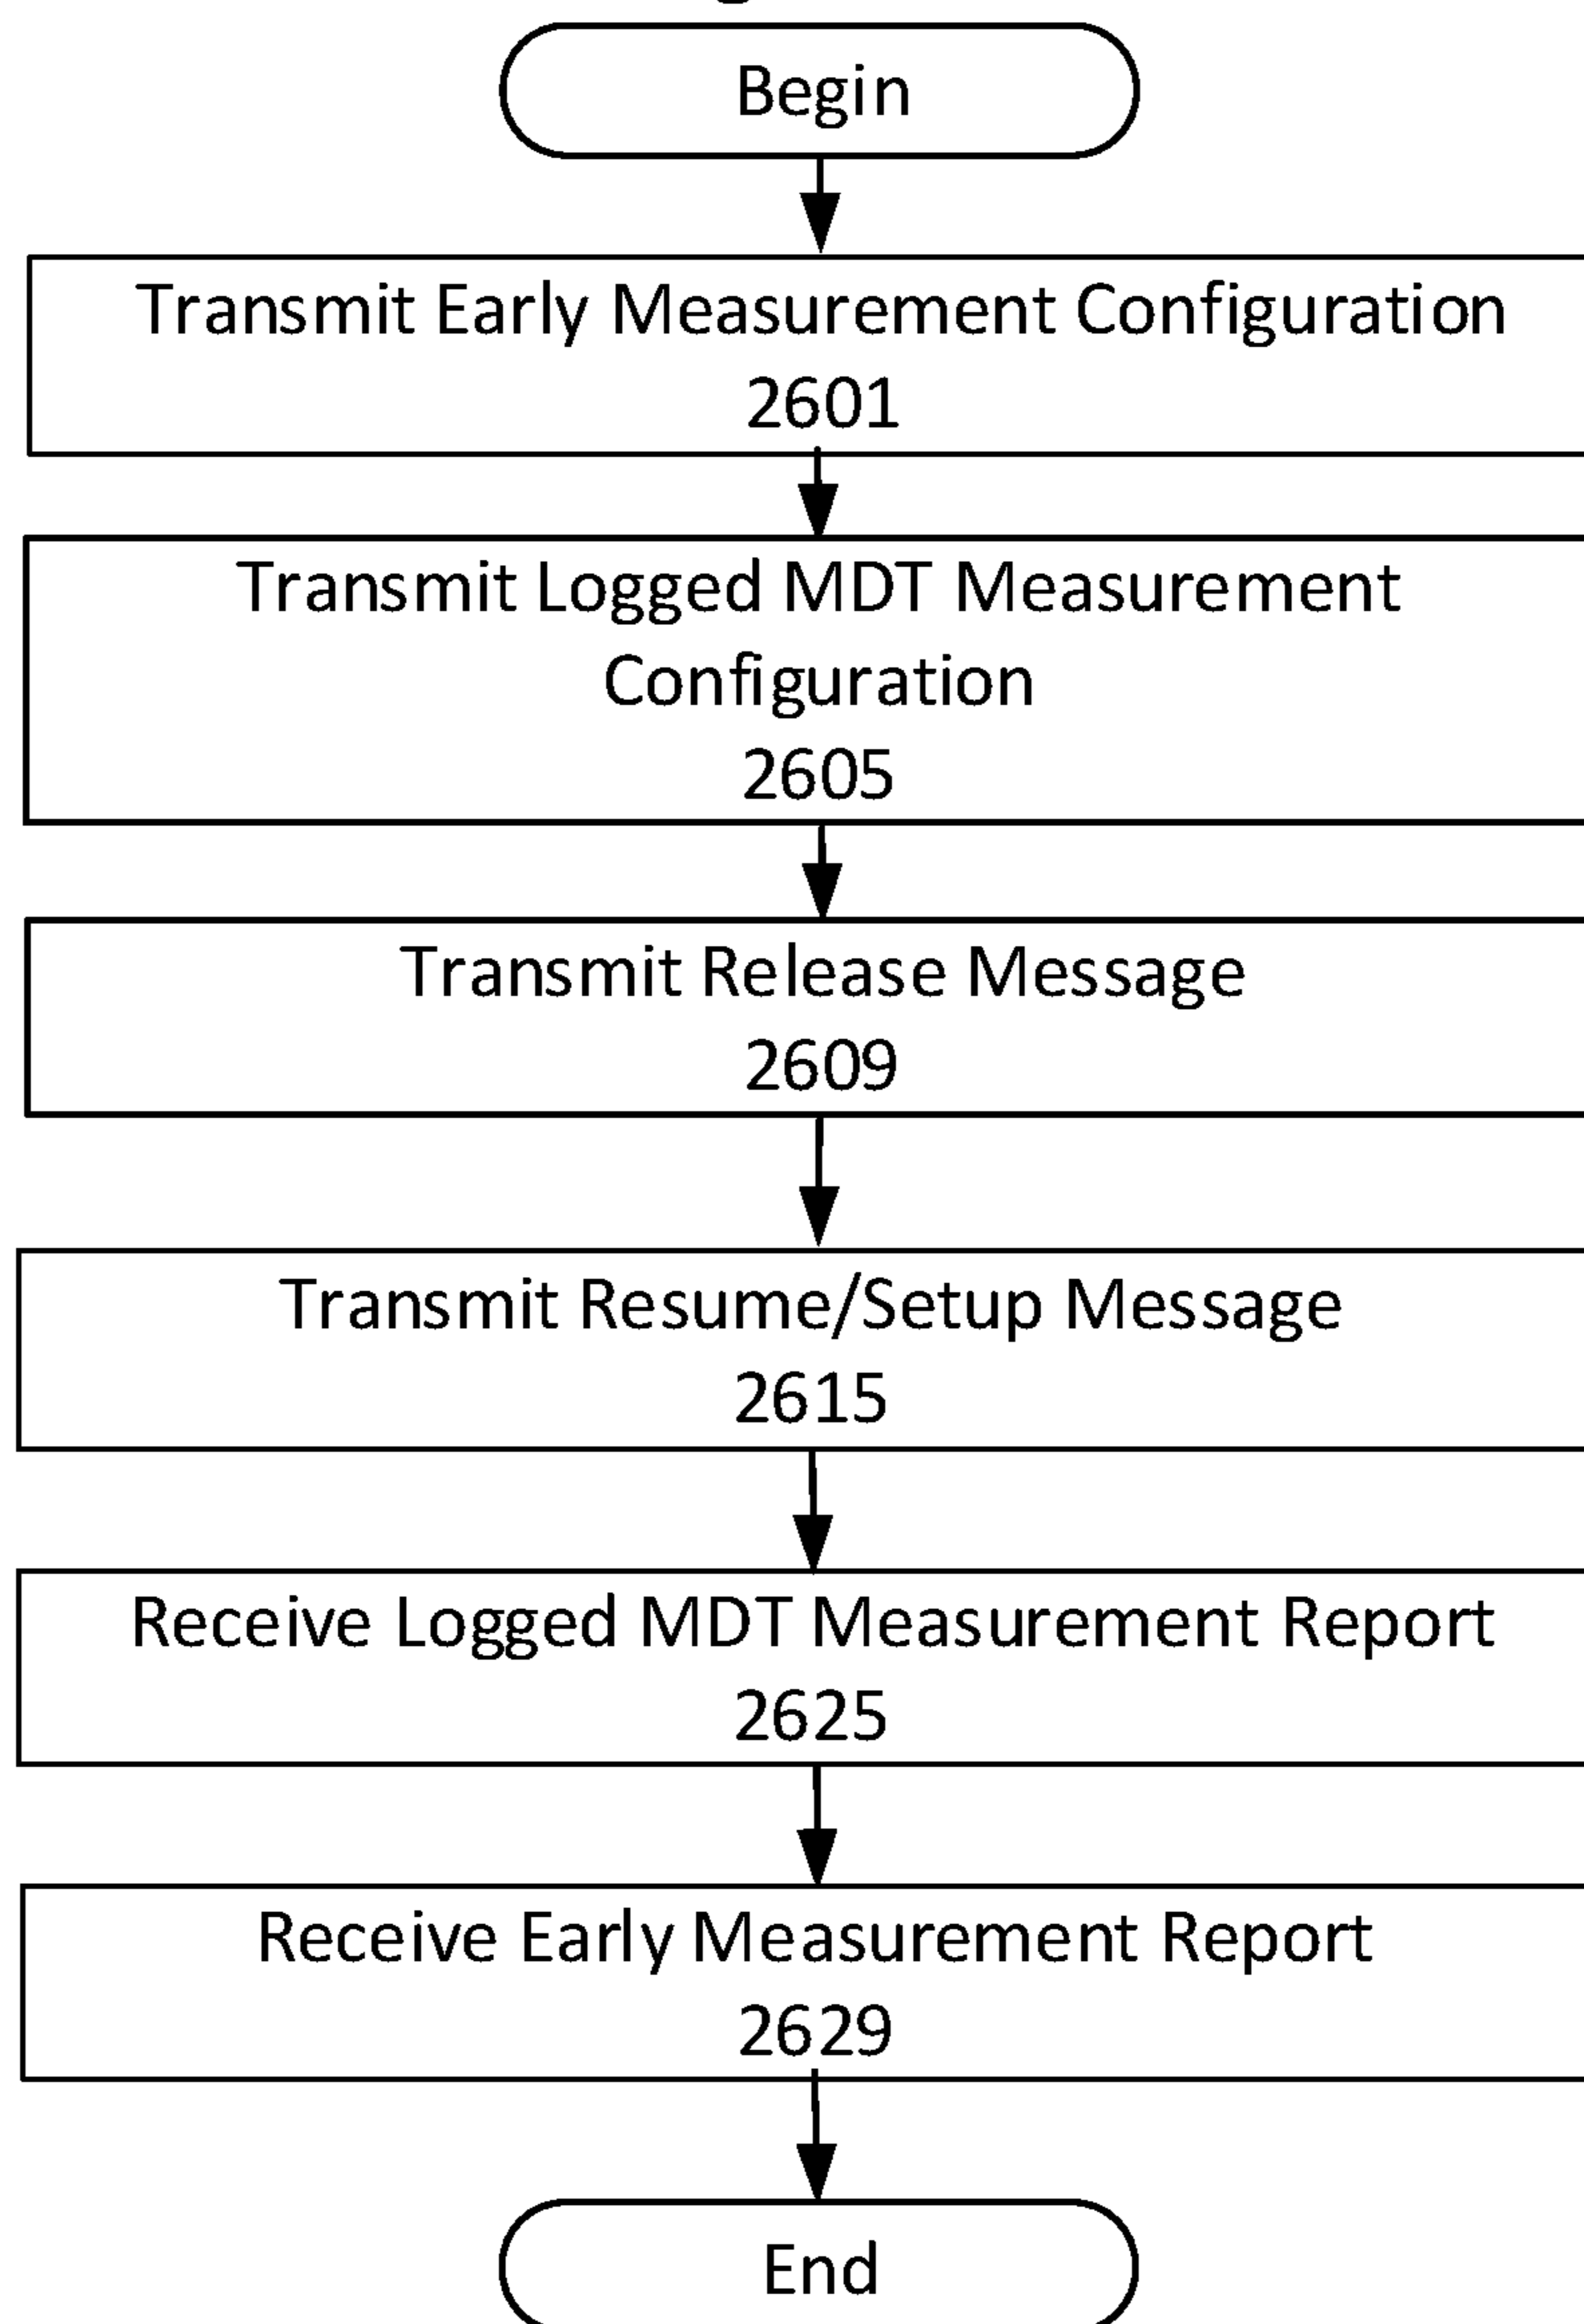 Begin
Transmit Early Measurement Configuration
2601
Transmit Logged MDT Measurement
Configuration
2605
Transmit Release Message
2609
Transmit Resume/Setup Message
2615
Receive Logged MDT Measurement Report
2625
Receive Early Measurement Report
2629
End